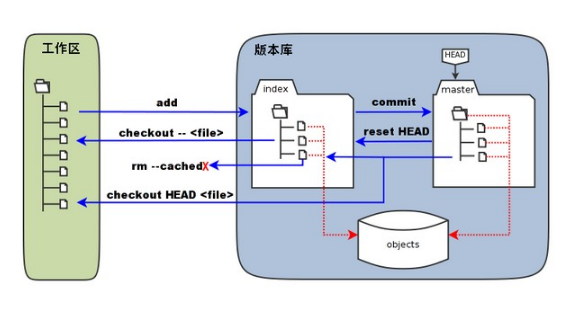 工作区
版本库
HEAD
index
master
add
commit
checkout -- <file>
reset HEAD
rm --cachedX
checkout HEAD <file>
objects